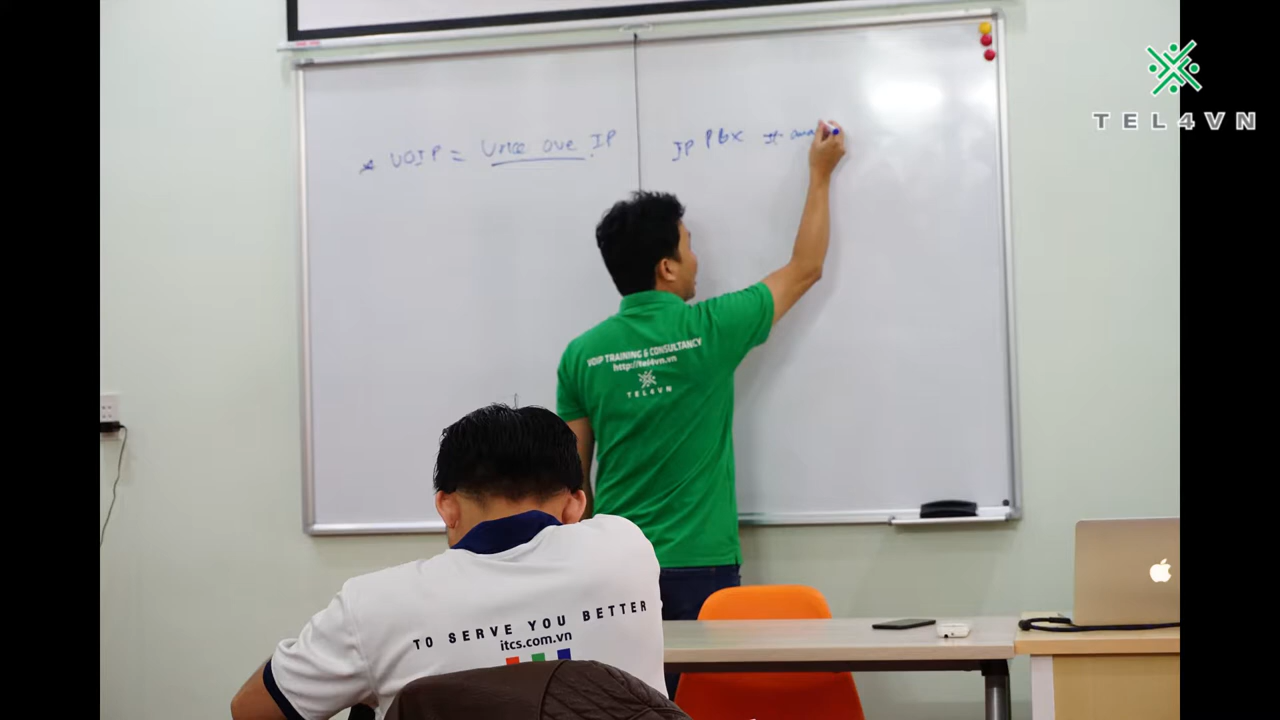 TEL4VN
* VOIP = Voice ove IP
IP PBX
VOIP TRAINING & CONSULTANCY
http://tel4vn.vn
TEL4VN
TO SERVE YOU BETTER
itcs.com.vn